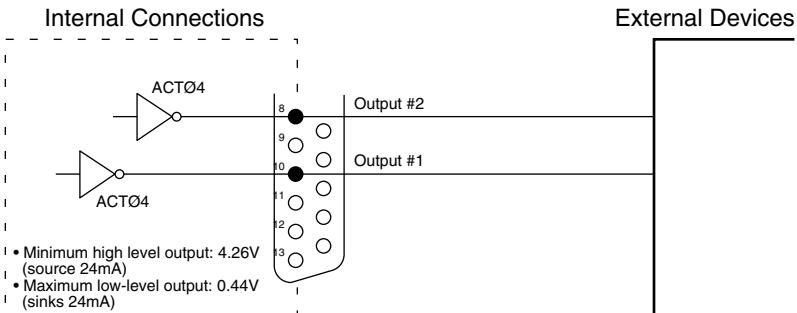 Internal Connections
External Devices
ACTØ4
8
Output #2
9
10
Output #1
ACTØ4
11
12
13
• Minimum high level output: 4.26V
(source 24mA)
• Maximum low-level output: 0.44V
(sinks 24mA)